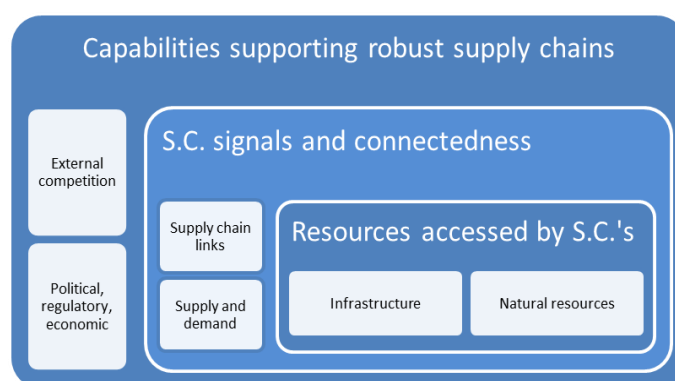 Capabilities supporting robust supply chains
External
competition
Political,
regulatory,
economic
S.C. signals and connectedness
Supply chain
links
Supply and
demand
Resources accessed by S.C.'s
Infrastructure
Natural resources